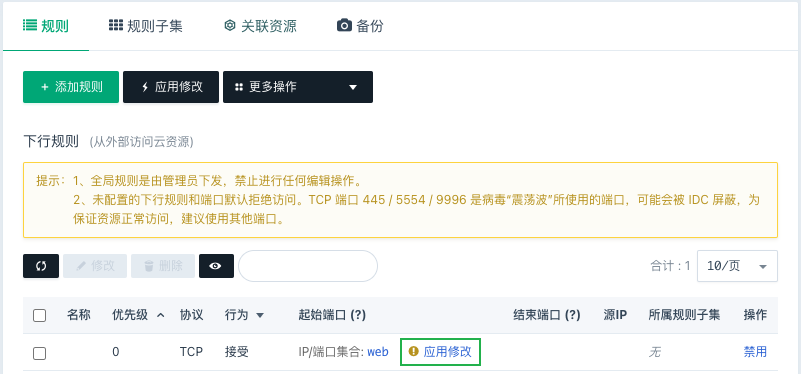 规则 规则子集 关联资源 备份
+ 添加规则 应用修改 更多操作
下行规则 (从外部访问云资源)
提示：1、全局规则是由管理员下发，禁止进行任何编辑操作。
2、未配置的下行规则和端口默认拒绝访问。TCP 端口 445 / 5554 / 9996 是病毒“震荡波”所使用的端口，可能会被 IDC 屏蔽，为
保证资源正常访问，建议使用其他端口。
修改 删除 合计 : 1 10/页
名称 优先级 协议 行为 起始端口 (?) 结束端口 (?) 源IP 所属规则子集 操作
0 TCP 接受 IP/端口集合: web 应用修改 无 禁用